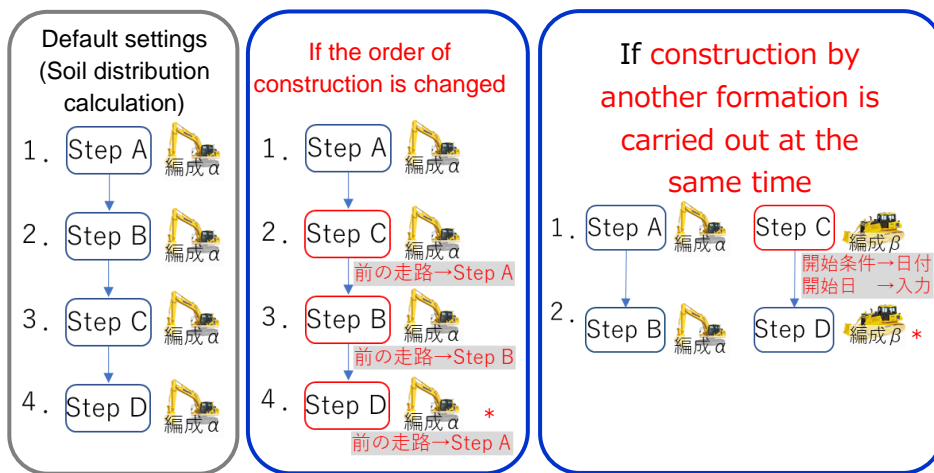 Default settings
(Soil distribution
calculation)
1. Step A
編成α
2. Step B
編成α
3. Step C
編成α
4. Step D
編成α
If the order of
construction is changed
1. Step A
編成α
2. Step C
編成α
前の走路→Step A
3. Step B
編成α
前の走路→Step B
4. Step D
編成α *
前の走路→Step A
If construction by
another formation is
carried out at the
same time
1. Step A 編成α Step C 編成β
開始条件→日付
開始日 →入力
2. Step B 編成α Step D 編成β *